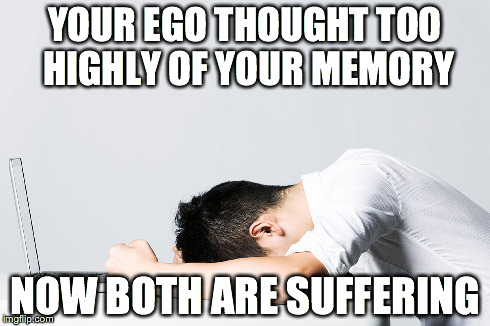 YOUR EGO THOUGHT TOO
HIGHLY OF YOUR MEMORY
NOW BOTH ARE SUFFERING
imgflip.com